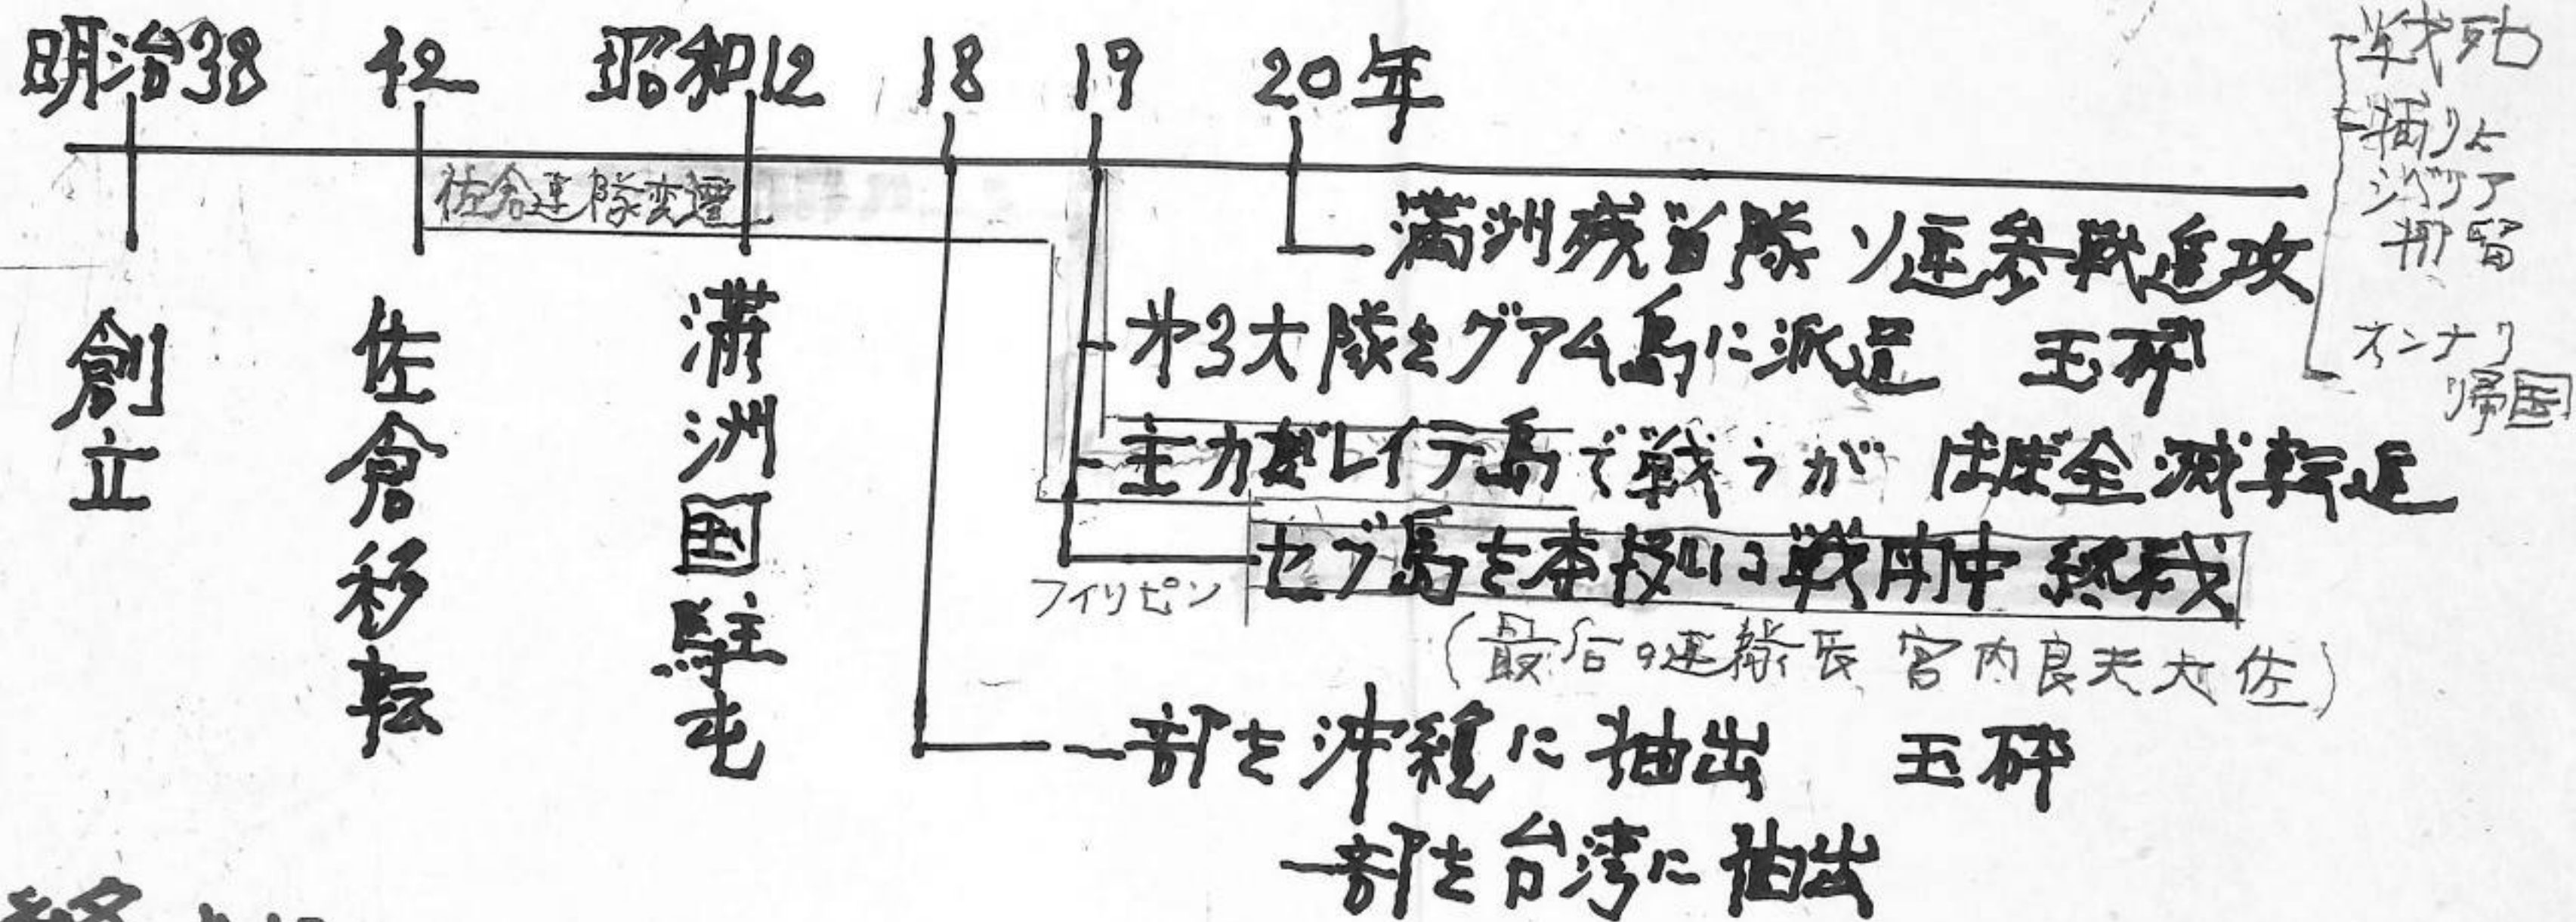 明治38 42 昭和12 18 19 20年
佐倉連隊変遷
創立
佐倉移転
満洲国駐屯
満洲残留隊 ソ連参戦進攻
戦死
捕り上
シベリア
抑留
帰国
第3大隊をグアム島に派遣 玉砕
主力がレイテ島で戦うが ほぼ全滅転進
フィリピン
セブ島を本拠に戦闘中 終戦
(最后の連隊長 宮内良夫大佐)
一部を沖縄に抽出 玉砕
一部を台湾に抽出